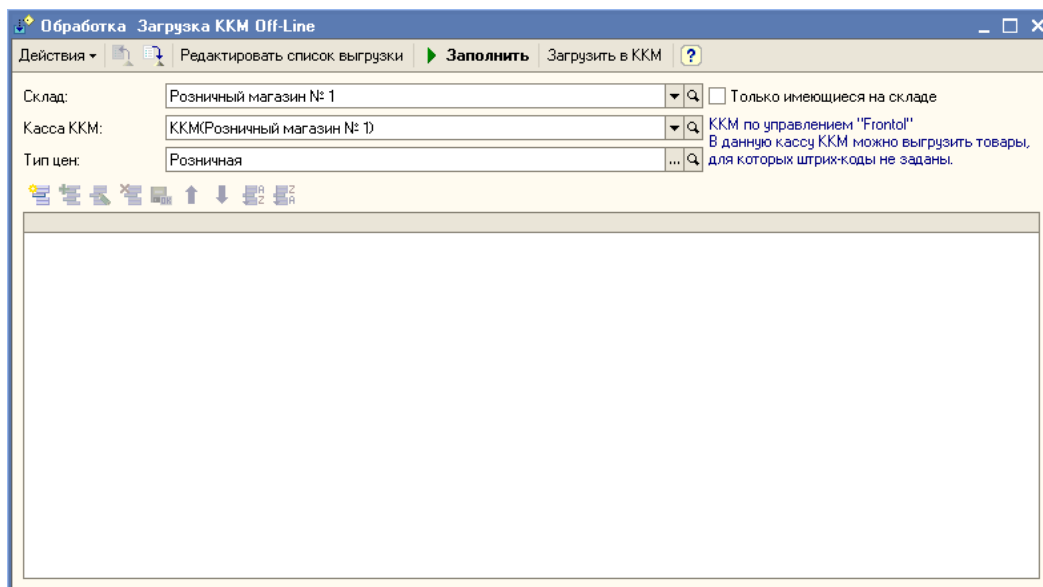 Обработка Загрузка ККМ Off-Line
Действия Редактировать список выгрузки Заполнить Загрузить в ККМ ?
Склад: Розничный магазин № 1 Только имеющиеся на складе
Касса ККМ: ККМ(Розничный магазин № 1) ККМ по управлением "Frontol"
В данную кассу ККМ можно выгрузить товары,
Тип цен: Розничная ... для которых штрих-коды не заданы.